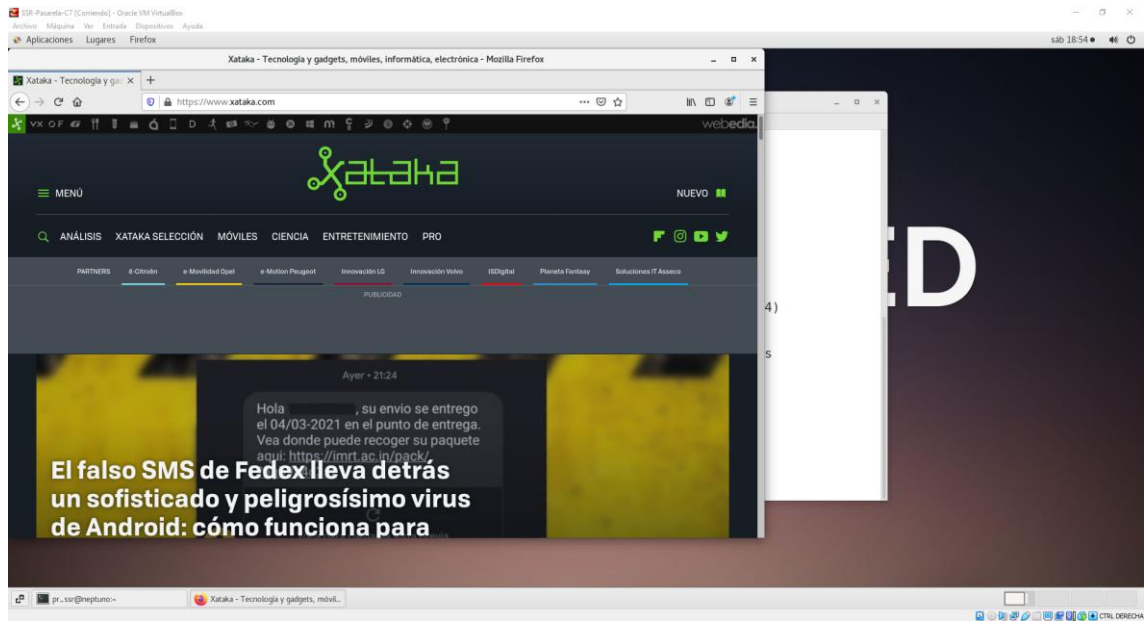 SSR-Pasarela-C7 [Corriendo] - Oracle VM VirtualBox
Archivo Máquina Ver Entrada Dispositivos Ayuda
Aplicaciones Lugares Firefox
sáb 18:54
Xataka - Tecnología y gadgets, móviles, informática, electrónica - Mozilla Firefox
Xataka - Tecnología y gad
https://www.xataka.com
webedia.
xataka
MENÚ
NUEVO
ANÁLISIS XATAKA SELECCIÓN MÓVILES CIENCIA ENTRETENIMIENTO PRO
PARTNERS ë-Citroën e-Movilidad Opel e-Motion Peugeot Innovación LG Innovación Volvo ISDigital Planeta Fantasy Soluciones IT Asseco
PUBLICIDAD
4)
s
ED
Ayer • 21:24
Hola , su envio se entrego
el 04/03-2021 en el punto de entrega.
Vea donde puede recoger su paquete
aqui: https://imrt.ac.in/pack/
El falso SMS de Fedex lleva detrás
un sofisticado y peligrosísimo virus
de Android: cómo funciona para
pr_ssr@neptuno:~
Xataka - Tecnología y gadgets, móvil...
CTRL DERECHA